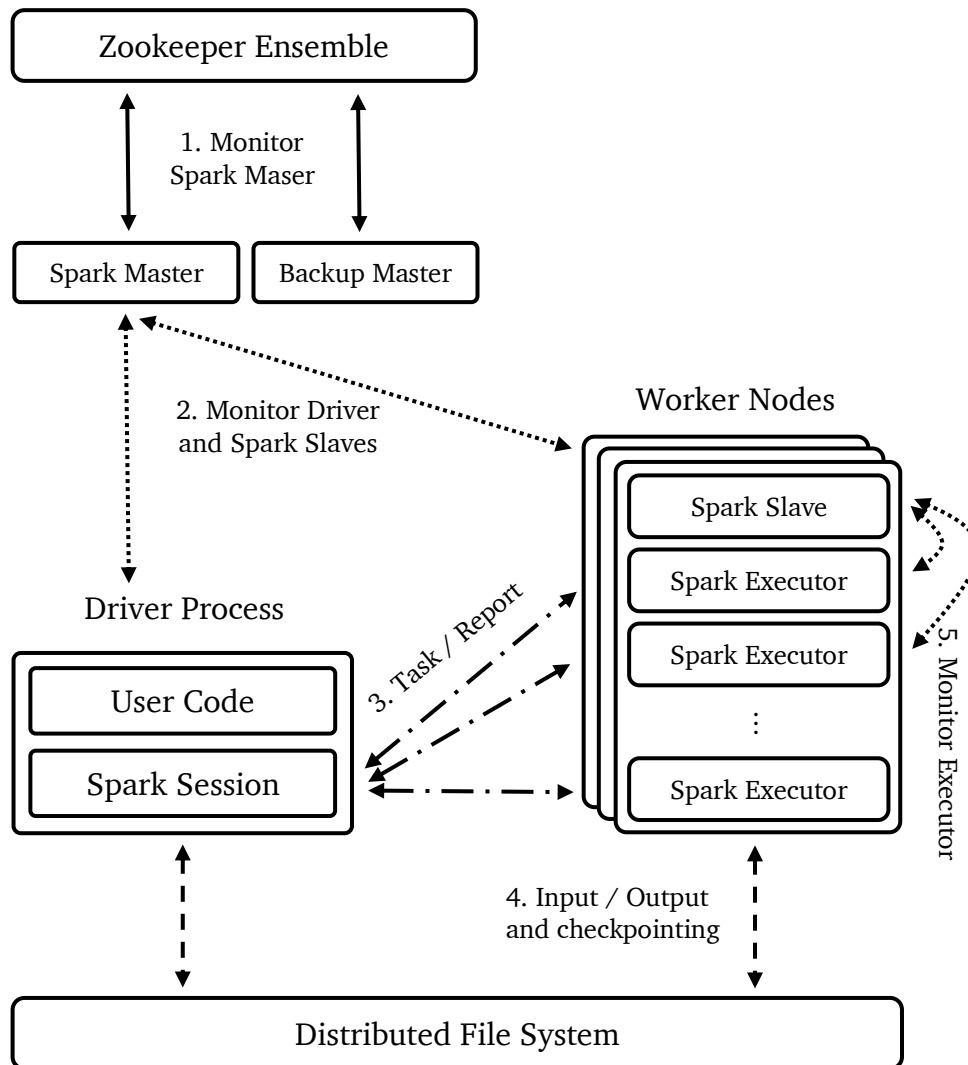 Zookeeper Ensemble
1. Monitor
Spark Maser
Spark Master
Backup Master
2. Monitor Driver
and Spark Slaves
Worker Nodes
Spark Slave
Spark Executor
Spark Executor
⋮
Spark Executor
5. Monitor Executor
Driver Process
User Code
Spark Session
3. Task / Report
4. Input / Output
and checkpointing
Distributed File System